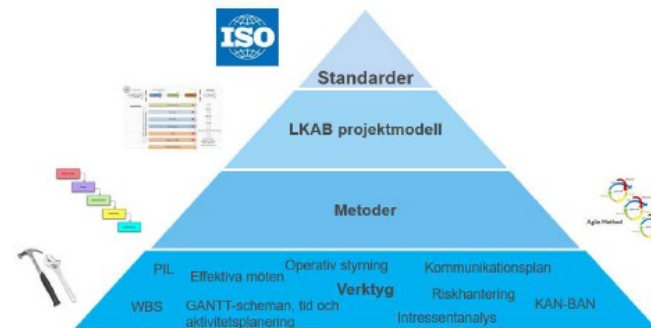 ISO
Standarder
LKAB projektmodell
Metoder
Agile Method
PIL
Effektiva möten
Operativ styrning
Kommunikationsplan
Verktyg
WBS
GANTT-scheman, tid och
aktivitetsplanering
Riskhantering
Intressentanalys
KAN-BAN